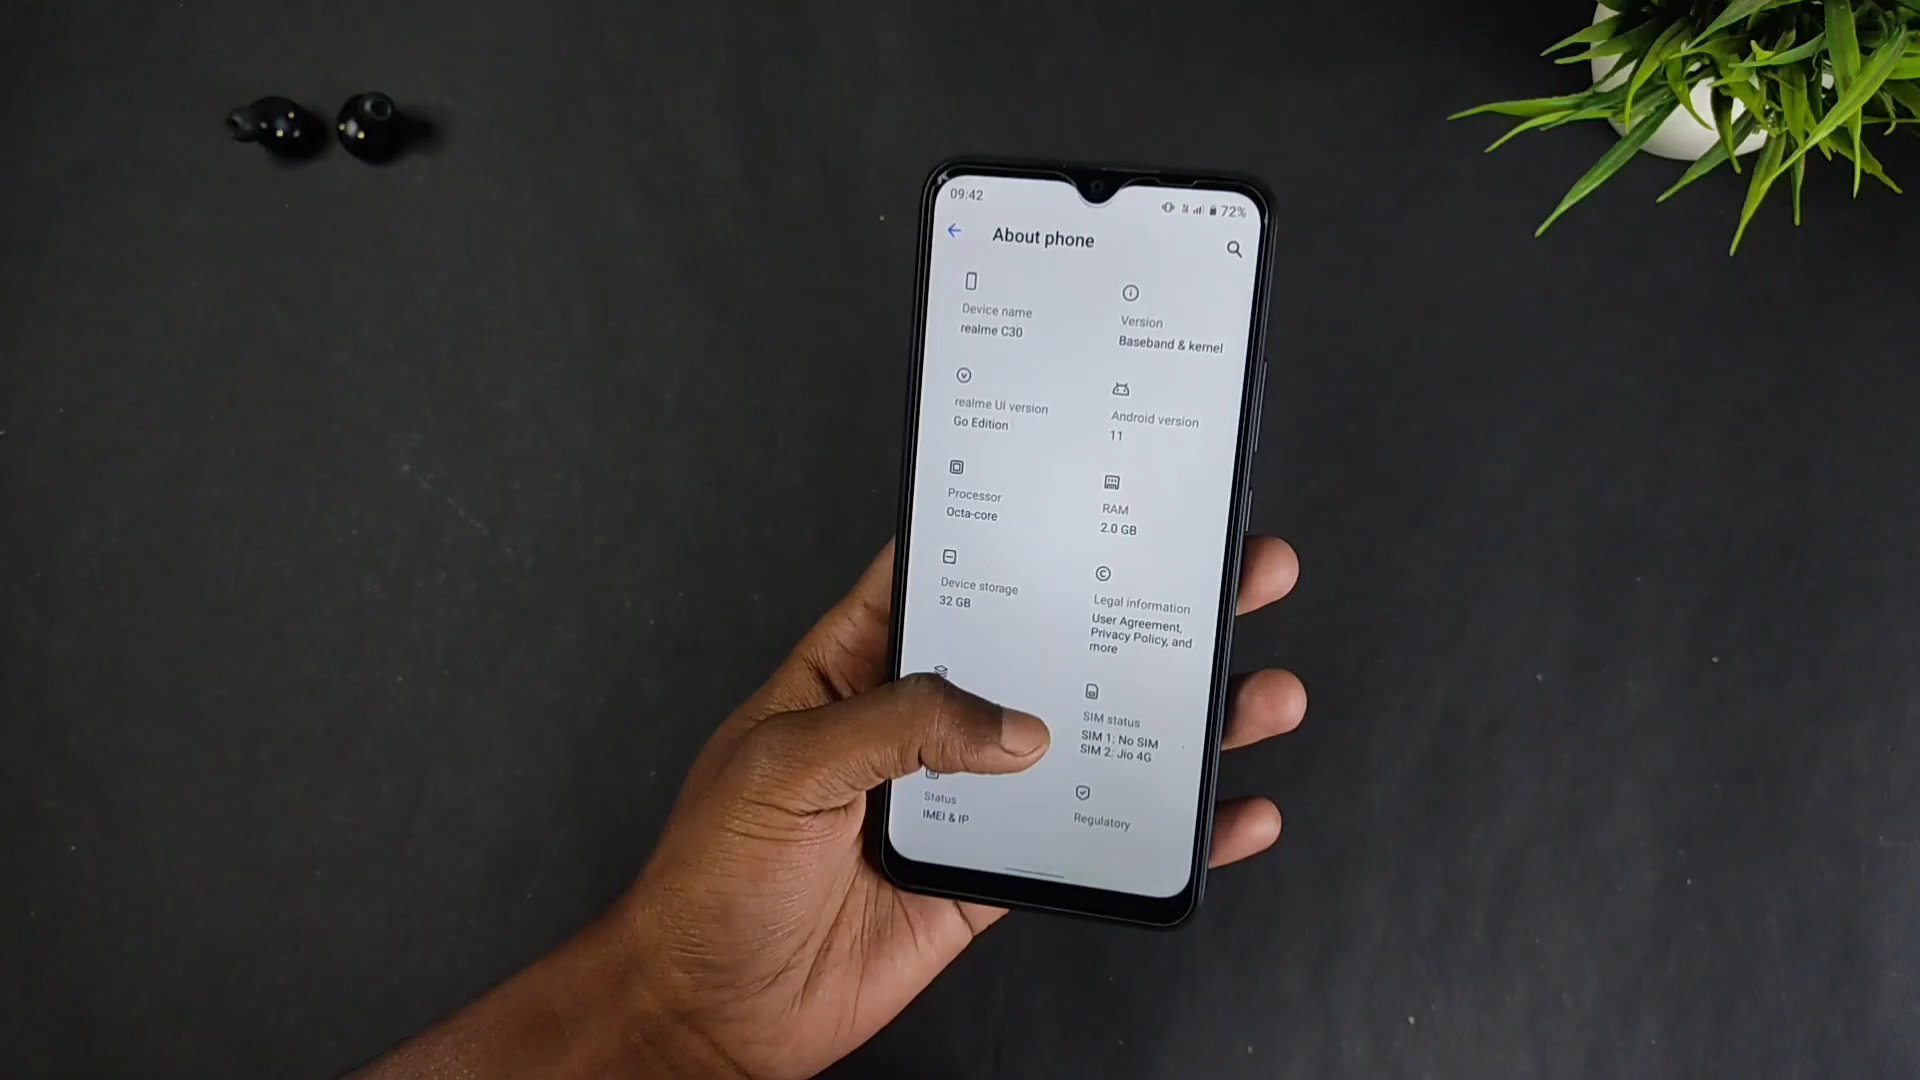 09:42
72%
About phone
Device name
realme C30
Version
Baseband & kernel
realme UI version
Go Edition
Android version
11
Processor
Octa-core
RAM
2.0 GB
Device storage
32 GB
Legal information
User Agreement,
Privacy Policy, and
more
SIM status
SIM 1: No SIM
SIM 2: Jio 4G
Status
IMEI & IP
Regulatory